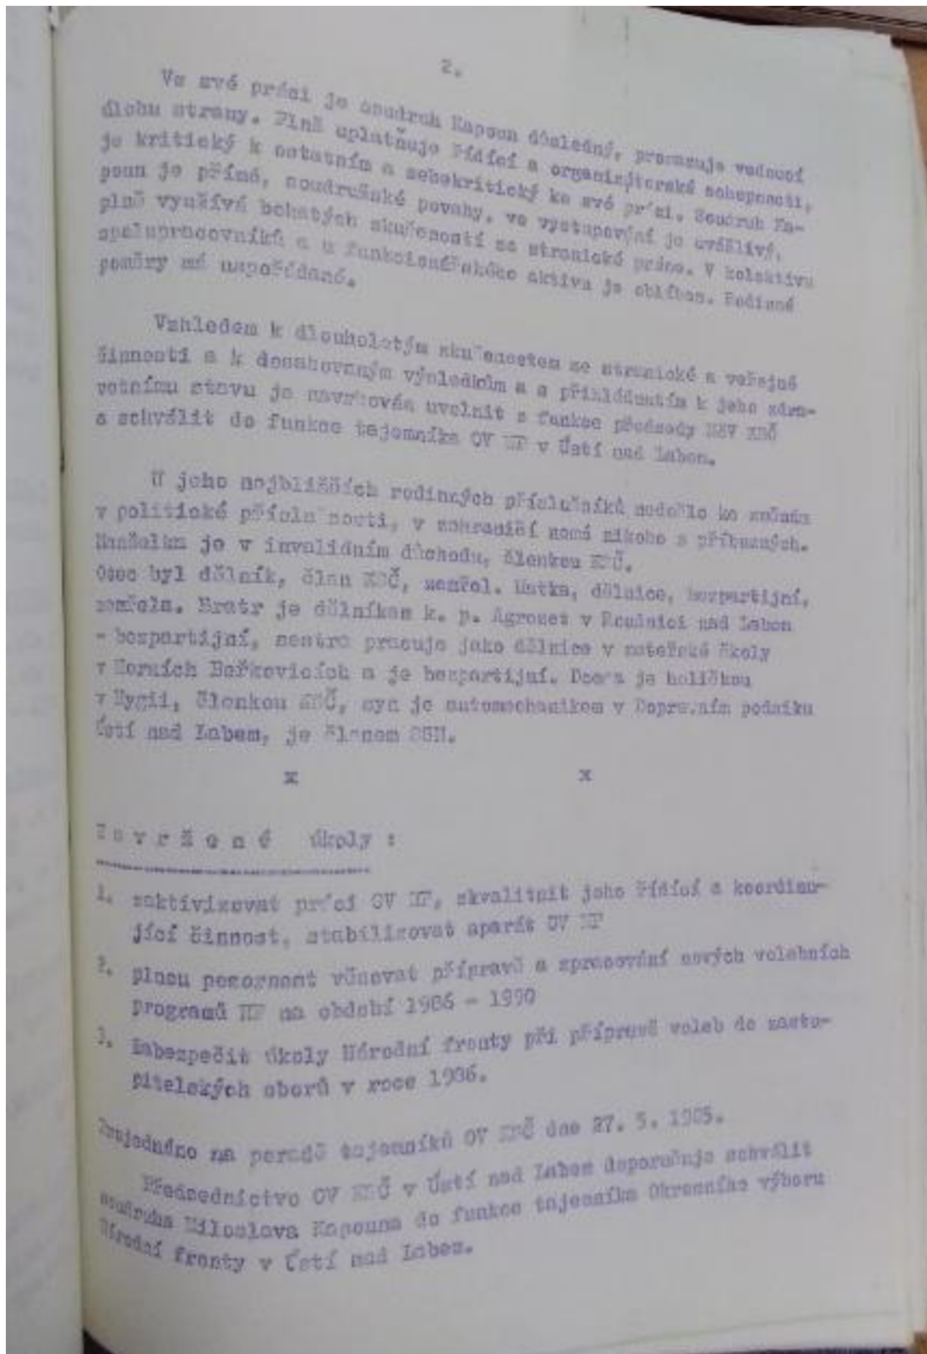 2.
Ve své práci je soudruh Kapoun důsledný, prosazuje vedoucí
úlohu strany. Plně uplatňuje řídící a organizátorské schopnosti,
je kritický k ostatním a sebekritický ke své práci. Soudruh Ka-
poun je přímé, soudružské povahy, ve vystupování je uvážlivý,
plně využívá bohatých zkušeností ze stranické práce. V kolektivu
spolupracovníků a u funkcionářského aktivu je oblíben. Rodinné
poměry má uspořádané.
Vzhledem k dlouholetým zkušenostem ze stranické a veřejné
činnosti a k dosahovaným výsledkům a s přihlédnutím k jeho zdra-
votnímu stavu je navrhován uvolnit z funkce předsedy KSČ
a schválit do funkce tajemníka OV NF v Ústí nad Labem.
U jeho nejbližších rodinných příslušníků nedošlo ke změnám
v politické příslušnosti, v zahraničí nemá nikoho z příbuzných.
Manželka je v invalidním důchodu, členkou KSČ.
Otec byl dělník, člen KSČ, zemřel. Matka, dělnice, bezpartijní,
zemřela. Bratr je dělníkem k. p. Agrozet v Roudnici nad Labem
- bezpartijní, sestra pracuje jako dělnice v mateřské školy
v Horních Beřkovicích a je bezpartijní. Dcera je holičkou
v Hygii, členkou KSČ, syn je automechanikem v Dopravním podniku
Ústí nad Labem, je členem SSM.
x x
N a v r ž e n é úkoly :
1. zaktivizovat práci OV NF, zkvalitnit jeho řídící a koordinu-
jící činnost, stabilizovat aparát OV NF
2. plnou pozornost věnovat přípravě a zpracování nových volebních
programů NF na období 1986 - 1990
3. Zabezpečit úkoly Národní fronty při přípravě voleb do zastu-
pitelských sborů v roce 1986.
Projednáno na poradě tajemníků OV KSČ dne 27. 5. 1985.
Předsednictvo OV KSČ v Ústí nad Labem doporučuje schválit
soudruha Miloslava Kapouna do funkce tajemníka Okresního výboru
Národní fronty v Ústí nad Labem.